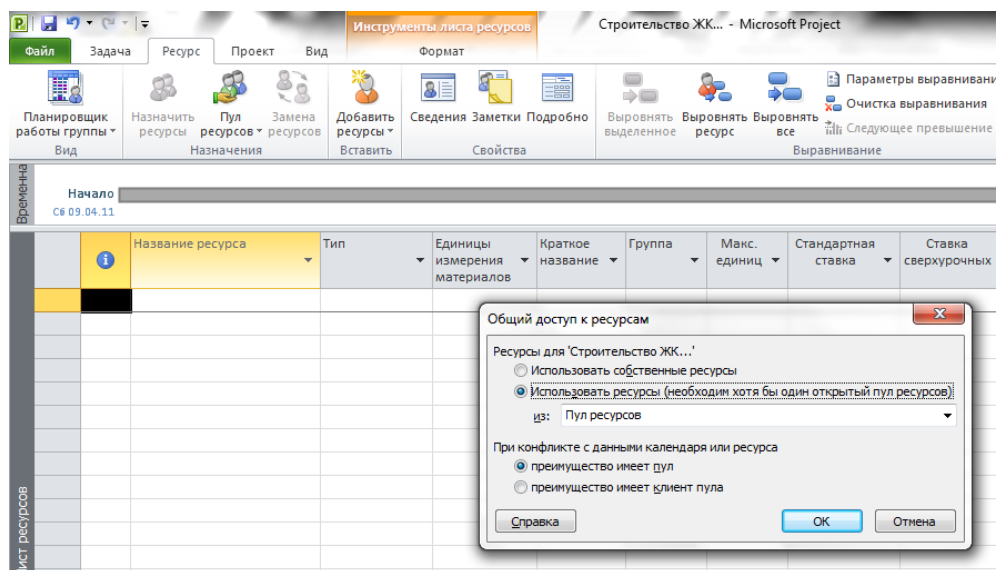 Инструменты листа ресурсов
Строительство ЖК... - Microsoft Project
Файл Задача Ресурс Проект Вид Формат
Планировщик работы группы
Назначить ресурсы
Пул ресурсов
Замена ресурсов
Добавить ресурсы
Сведения Заметки Подробно
Выровнять выделенное
Выровнять ресурс
Выровнять все
Параметры
Очистка выравнивания
Следующее превышение
Вид Назначения Вставить Свойства Выравнивание
Начало
Сб 09.04.11
Название ресурса
Тип
Единицы измерения материалов
Краткое название
Группа
Макс. единиц
Стандартная ставка
Ставка сверхурочных
Общий доступ к ресурсам
Ресурсы для 'Строительство ЖК...'
Использовать собственные ресурсы
Использовать ресурсы (необходим хотя бы один открытый пул ресурсов)
из: Пул ресурсов
При конфликте с данными календаря или ресурса
преимущество имеет пул
преимущество имеет клиент пула
Справка OK Отмена
ресурсов